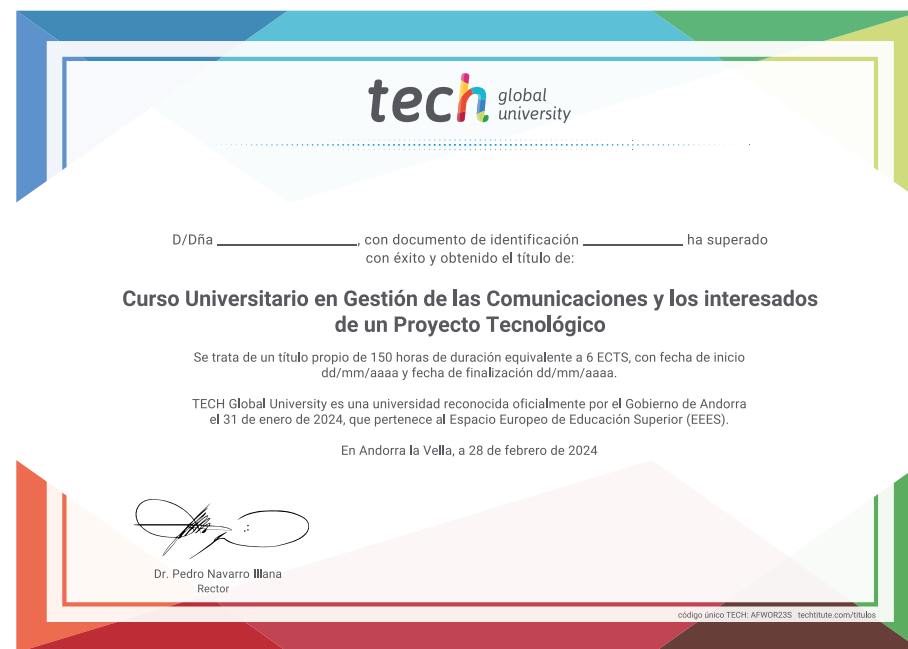 tech global university
D/Dña ____________, con documento de identificación ____________ ha superado
con éxito y obtenido el título de:
Curso Universitario en Gestión de las Comunicaciones y los interesados
de un Proyecto Tecnológico
Se trata de un título propio de 150 horas de duración equivalente a 6 ECTS, con fecha de inicio
dd/mm/aaaa y fecha de finalización dd/mm/aaaa.
TECH Global University es una universidad reconocida oficialmente por el Gobierno de Andorra
el 31 de enero de 2024, que pertenece al Espacio Europeo de Educación Superior (EEES).
En Andorra la Vella, a 28 de febrero de 2024
Dr. Pedro Navarro Illana
Rector
código único TECH: AFWOR23S techtitute.com/titulos